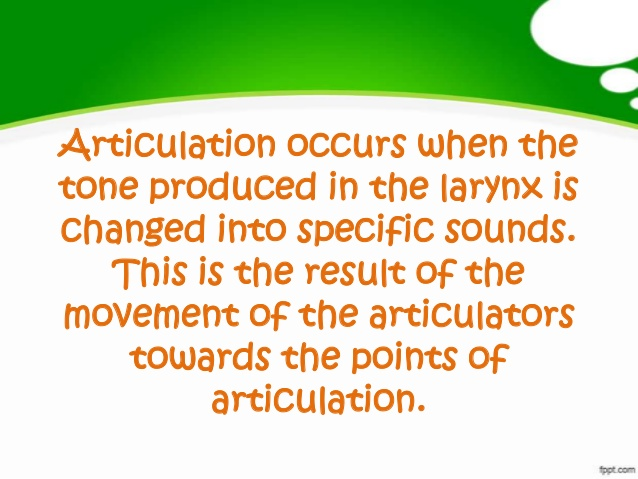 Articulation occurs when the
tone produced in the larynx is
changed into specific sounds.
This is the result of the
movement of the articulators
towards the points of
articulation.
fppt.com